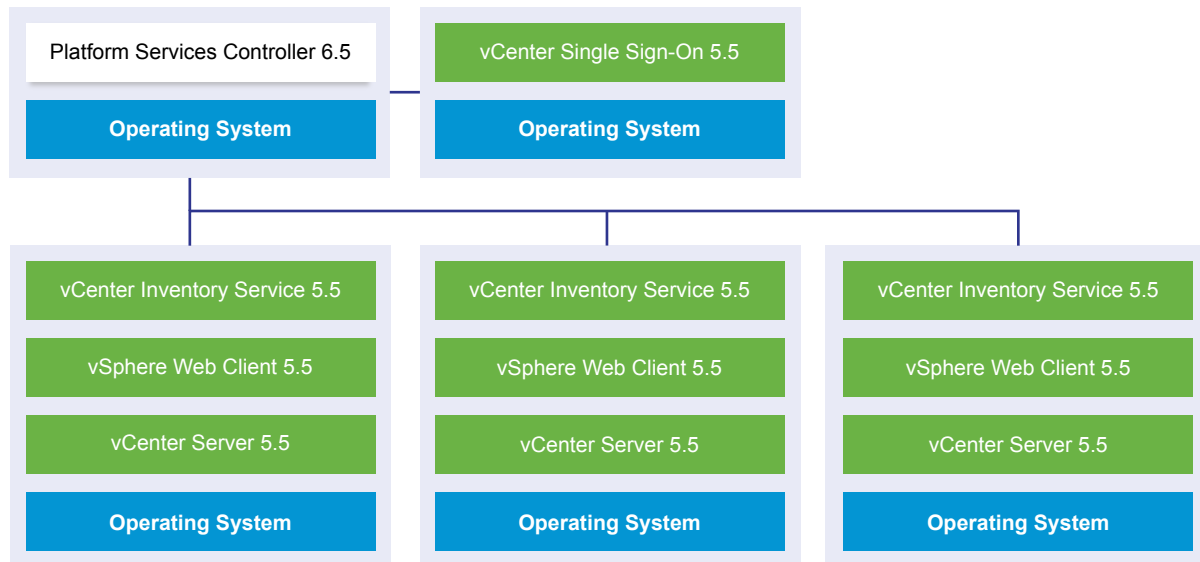 Platform Services Controller 6.5
Operating System
vCenter Single Sign-On 5.5
Operating System
vCenter Inventory Service 5.5
vSphere Web Client 5.5
vCenter Server 5.5
Operating System
vCenter Inventory Service 5.5
vSphere Web Client 5.5
vCenter Server 5.5
Operating System
vCenter Inventory Service 5.5
vSphere Web Client 5.5
vCenter Server 5.5
Operating System